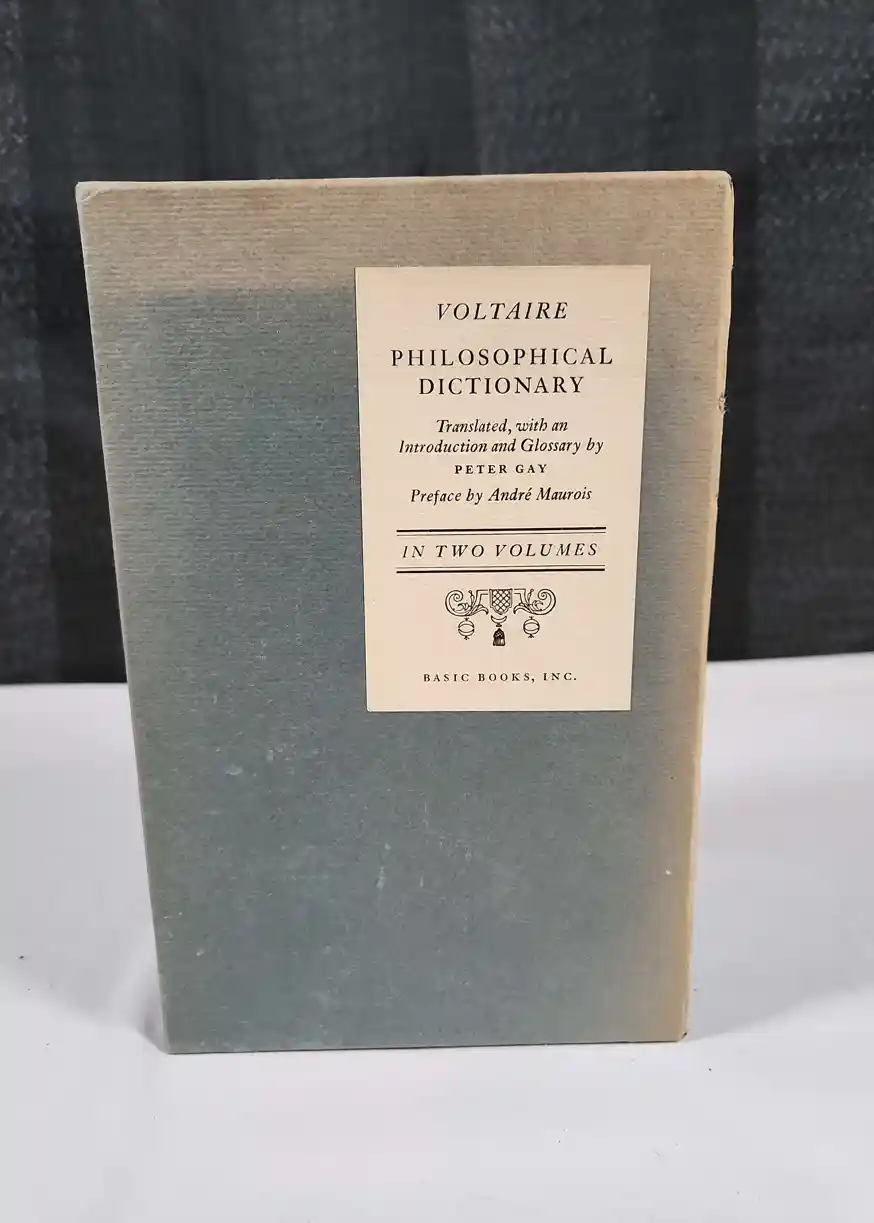 VOLTAIRE
PHILOSOPHICAL
DICTIONARY
Translated, with an
Introduction and Glossary by
PETER GAY
Preface by André Maurois
IN TWO VOLUMES
BASIC BOOKS, INC.